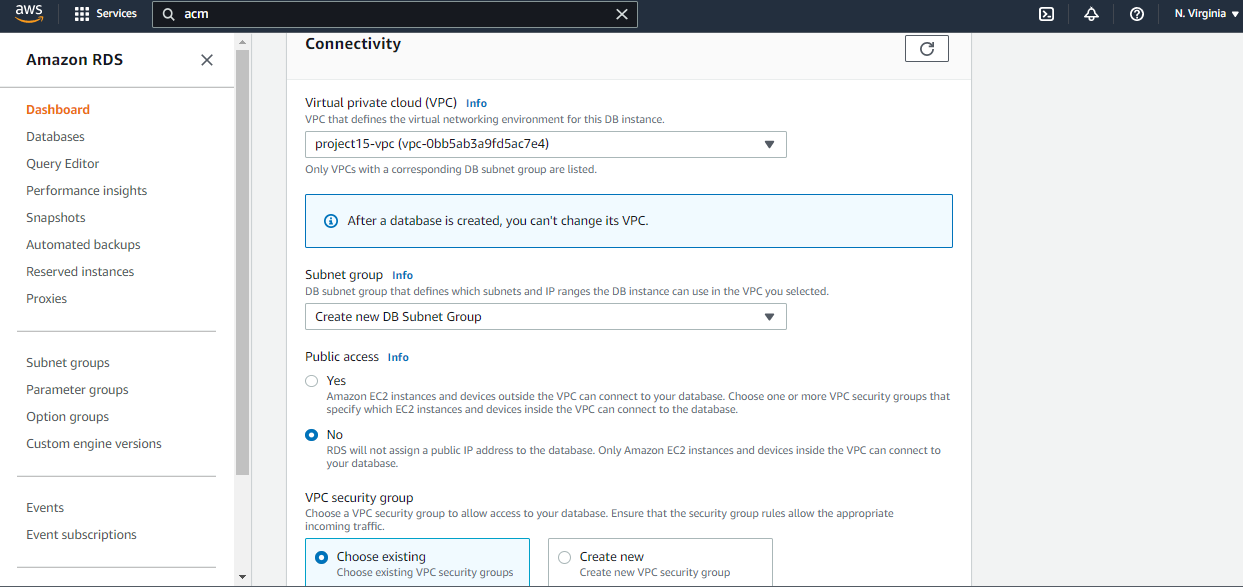 aws
Services
acm
N. Virginia
Amazon RDS
Dashboard
Databases
Query Editor
Performance insights
Snapshots
Automated backups
Reserved instances
Proxies
Subnet groups
Parameter groups
Option groups
Custom engine versions
Events
Event subscriptions
Connectivity
Virtual private cloud (VPC) Info
VPC that defines the virtual networking environment for this DB instance.
project15-vpc (vpc-0bb5ab3a9fd5ac7e4)
Only VPCs with a corresponding DB subnet group are listed.
After a database is created, you can't change its VPC.
Subnet group Info
DB subnet group that defines which subnets and IP ranges the DB instance can use in the VPC you selected.
Create new DB Subnet Group
Public access Info
Yes
Amazon EC2 instances and devices outside the VPC can connect to your database. Choose one or more VPC security groups that
specify which EC2 instances and devices inside the VPC can connect to the database.
No
RDS will not assign a public IP address to the database. Only Amazon EC2 instances and devices inside the VPC can connect to
your database.
VPC security group
Choose a VPC security group to allow access to your database. Ensure that the security group rules allow the appropriate
incoming traffic.
Choose existing
Choose existing VPC security groups
Create new
Create new VPC security group